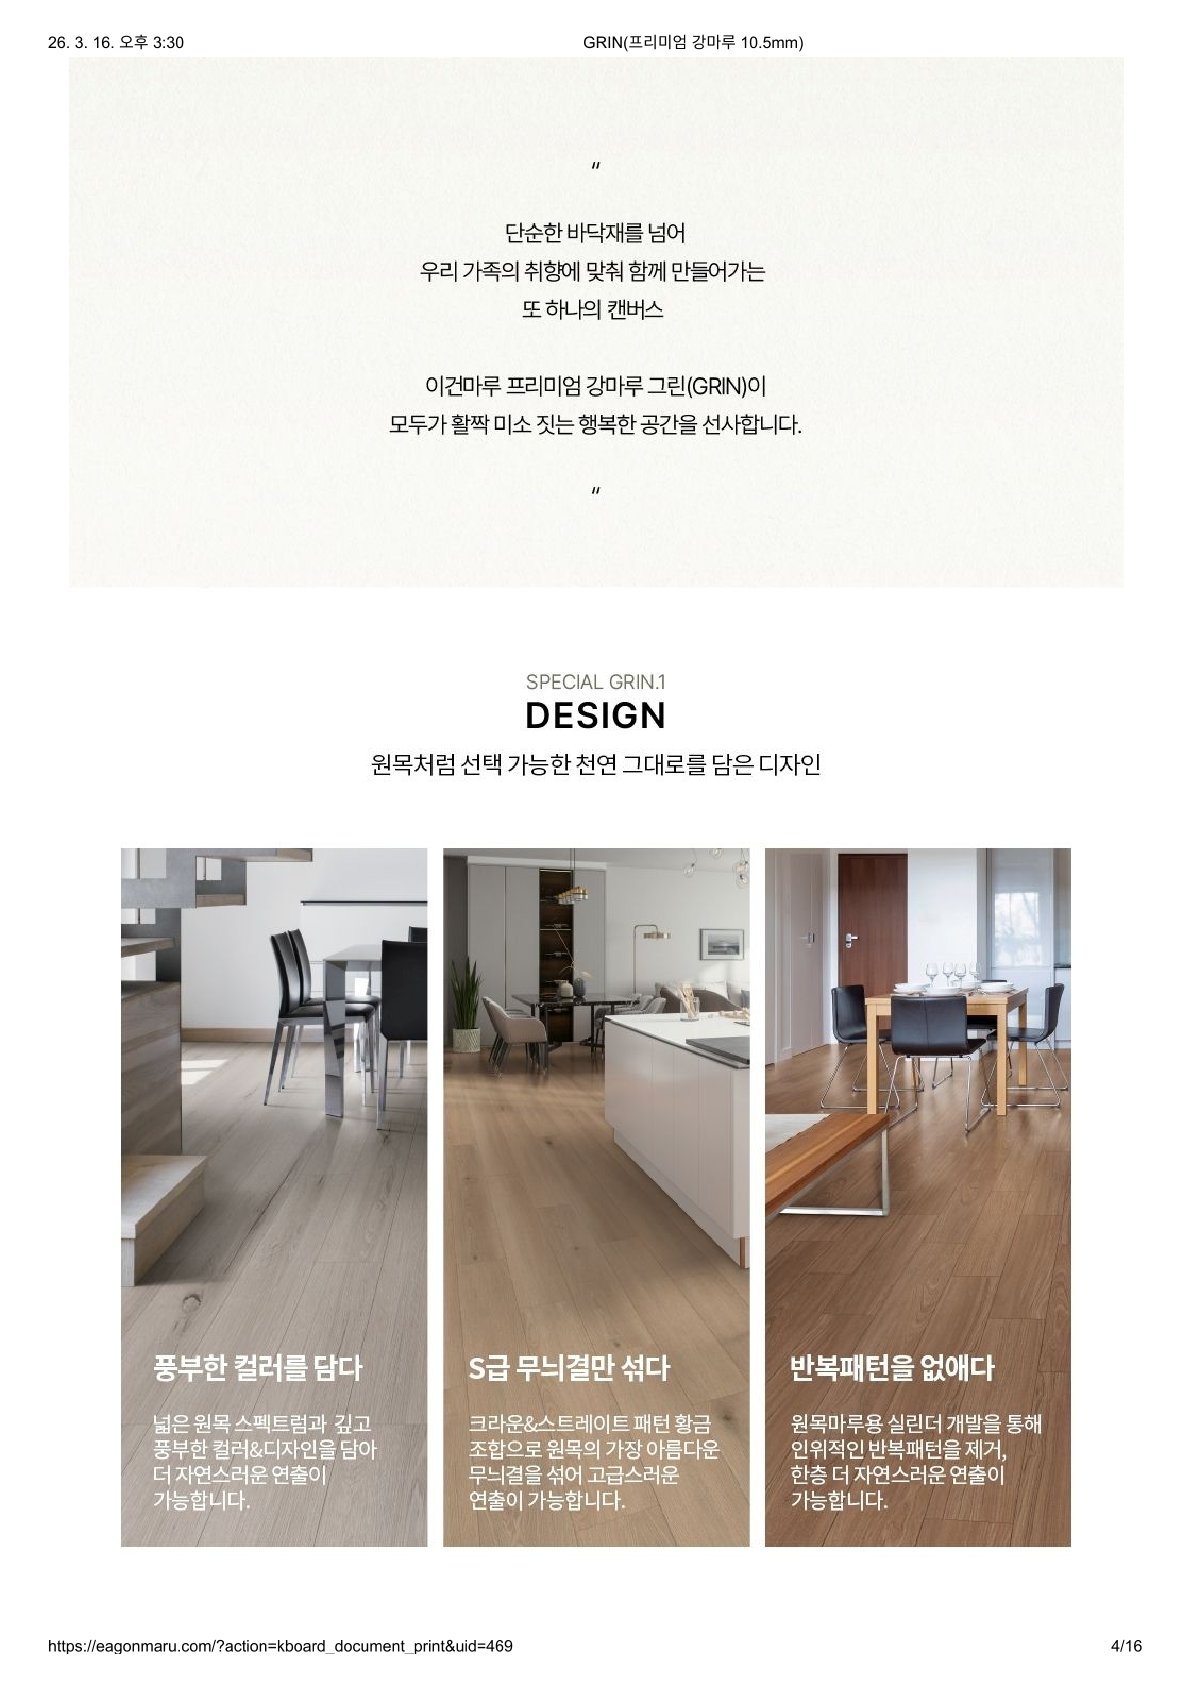 26. 3. 16. 오후 3:30
GRIN(프리미엄 강마루 10.5mm)
"
단순한 바닥재를 넘어
우리 가족의 취향에 맞춰 함께 만들어가는
또 하나의 캔버스
이건마루 프리미엄 강마루 그린(GRIN)이
모두가 활짝 미소 짓는 행복한 공간을 선사합니다.
"
SPECIAL GRIN.1
DESIGN
원목처럼 선택 가능한 천연 그대로를 담은 디자인
풍부한 컬러를 담다
넓은 원목 스펙트럼과 깊고
풍부한 컬러&디자인을 담아
더 자연스러운 연출이
가능합니다.
S급 무늬결만 섞다
크라운&스트레이트 패턴 황금
조합으로 원목의 가장 아름다운
무늬결을 섞어 고급스러운
연출이 가능합니다.
반복패턴을 없애다
원목마루용 실린더 개발을 통해
인위적인 반복패턴을 제거,
한층 더 자연스러운 연출이
가능합니다.
https://eagonmaru.com/?action=kboard_document_print&uid=469
4/16